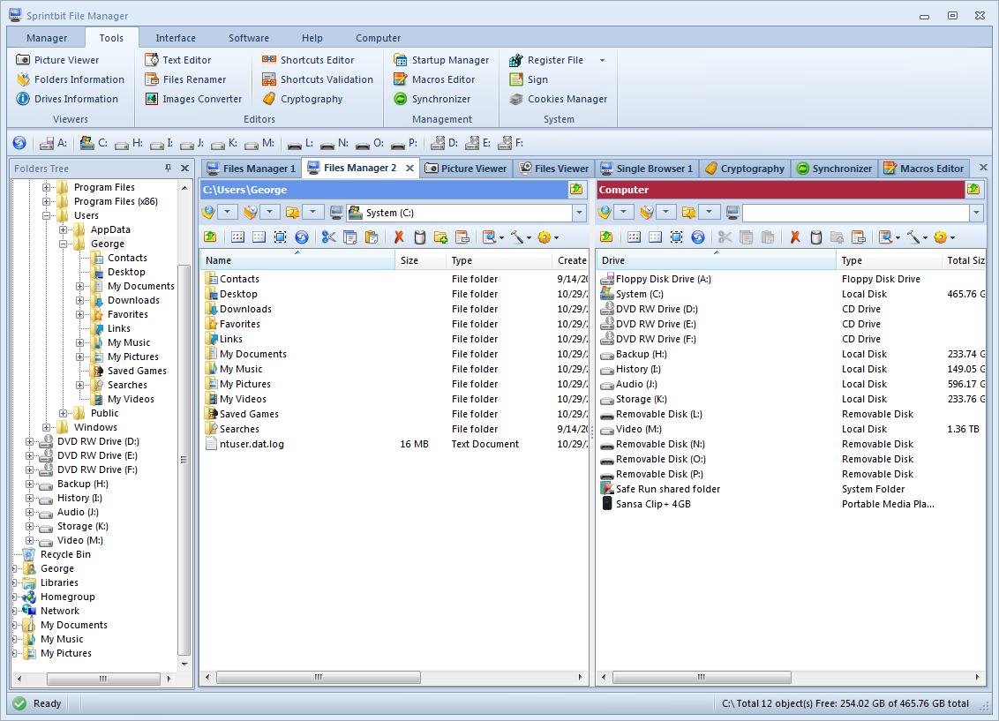 Sprintbit File Manager
Manager Tools Interface Software Help Computer
Picture Viewer Text Editor Shortcuts Editor Startup Manager Register File
Folders Information Files Renamer Shortcuts Validation Macros Editor Sign
Drives Information Images Converter Cryptography Synchronizer Cookies Manager
Viewers Editors Management System
A: C: H: I: J: K: M: L: N: O: P: D: E: F:
Folders Tree
Program Files
Program Files (x86)
Users
AppData
George
Contacts
Desktop
My Documents
Downloads
Favorites
Links
My Music
My Pictures
Saved Games
Searches
My Videos
Public
Windows
DVD RW Drive (D:)
DVD RW Drive (E:)
DVD RW Drive (F:)
Backup (H:)
History (I:)
Audio (J:)
Storage (K:)
Video (M:)
Recycle Bin
George
Libraries
Homegroup
Network
My Documents
My Music
My Pictures
Files Manager 1 Files Manager 2 Picture Viewer Files Viewer Single Browser 1 Cryptography Synchronizer Macros Editor
C:\Users\George
System (C:)
Name Size Type Create
Contacts File folder 9/14/20
Desktop File folder 10/29/
Downloads File folder 10/29/
Favorites File folder 10/29/
Links File folder 10/29/
My Documents File folder 10/29/
My Music File folder 10/29/
My Pictures File folder 10/29/
My Videos File folder 10/29/
Saved Games File folder 10/29/
Searches File folder 9/14/20
ntuser.dat.log 16 MB Text Document 10/29/
Computer
Drive Type Total Siz
Floppy Disk Drive (A:) Floppy Disk Drive
System (C:) Local Disk 465.76 G
DVD RW Drive (D:) CD Drive
DVD RW Drive (E:) CD Drive
DVD RW Drive (F:) CD Drive
Backup (H:) Local Disk 233.74 G
History (I:) Local Disk 149.05 G
Audio (J:) Local Disk 596.17 G
Storage (K:) Local Disk 233.76 G
Removable Disk (L:) Removable Disk
Video (M:) Local Disk 1.36 TB
Removable Disk (N:) Removable Disk
Removable Disk (O:) Removable Disk
Removable Disk (P:) Removable Disk
Safe Run shared folder System Folder
Sansa Clip+ 4GB Portable Media Pla...
Ready
C:\ Total 12 object(s) Free: 254.02 GB of 465.76 GB total